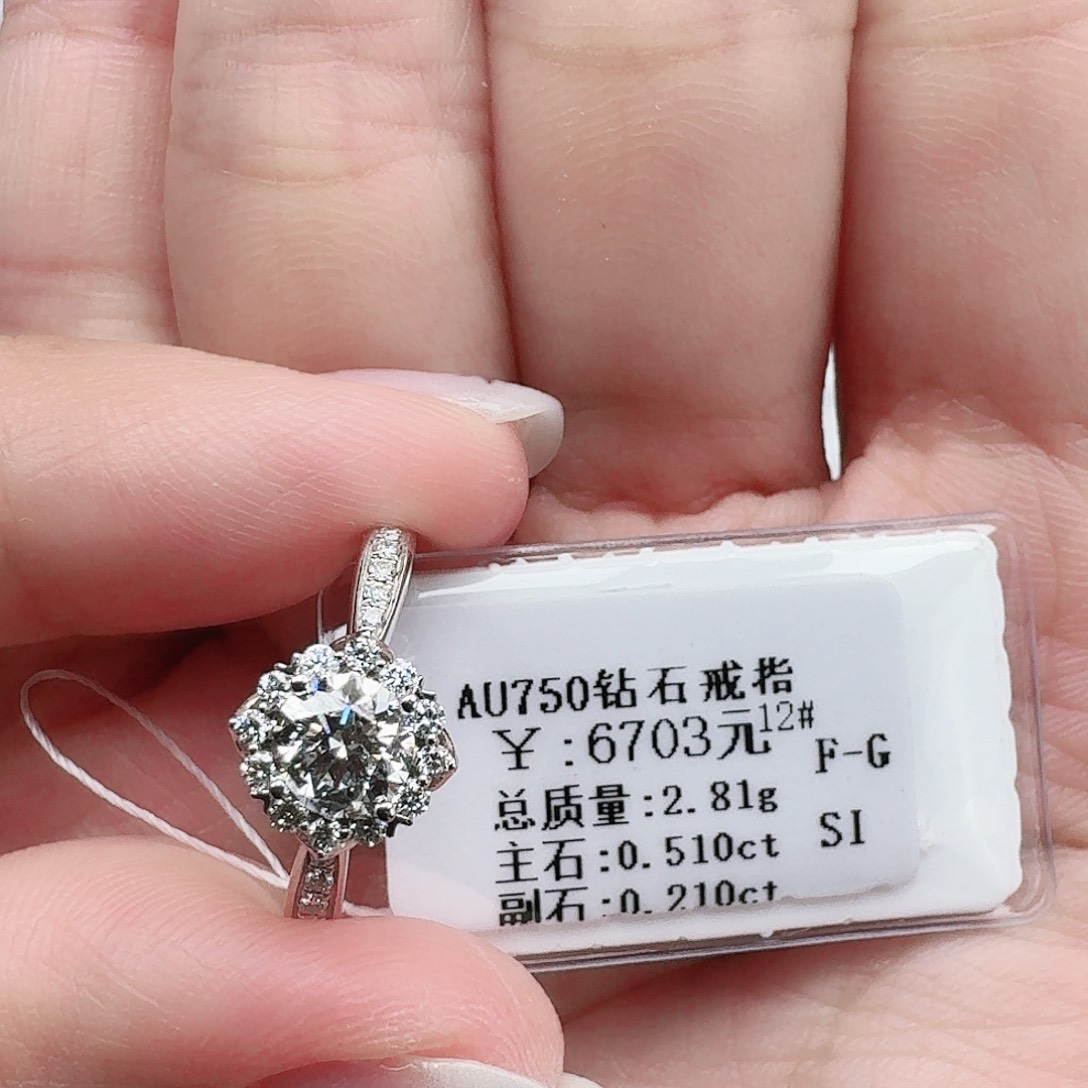 AU750钻石戒指
￥:6703元12#
F-G
总质量:2.81g
SI
主石:0.510ct
副石:0.210ct